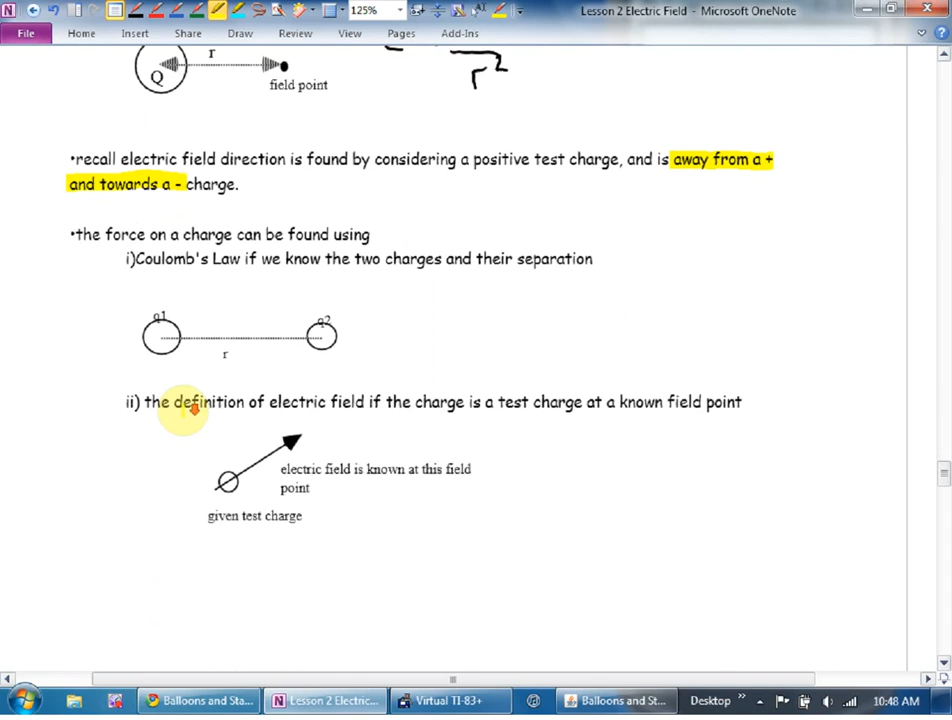 125%
Lesson 2 Electric Field - Microsoft OneNote
File Home Insert Share Draw Review View Pages Add-Ins
r
Q
field point
r²
•recall electric field direction is found by considering a positive test charge, and is away from a +
and towards a - charge.
•the force on a charge can be found using
i)Coulomb's Law if we know the two charges and their separation
q1 q2
r
ii) the definition of electric field if the charge is a test charge at a known field point
electric field is known at this field
point
given test charge
Balloons and Sta... Lesson 2 Electric... Virtual TI-83+ Balloons and St... Desktop » 10:48 AM